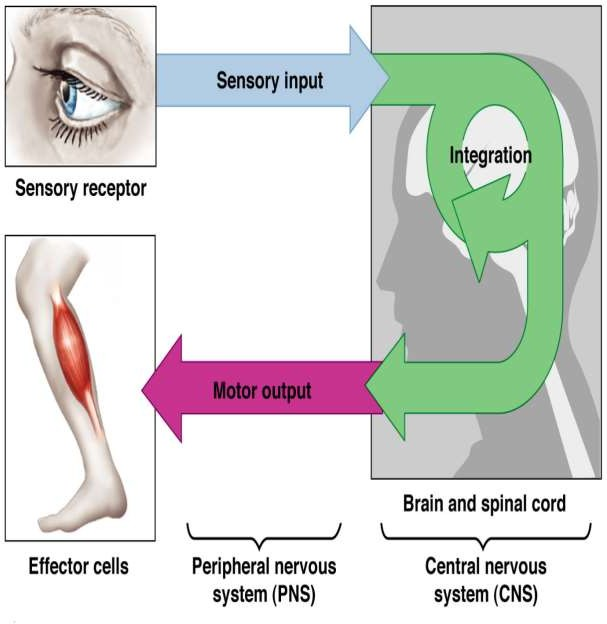 Sensory input
Integration
Sensory receptor
Motor output
Brain and spinal cord
Effector cells
Peripheral nervous
system (PNS)
Central nervous
system (CNS)